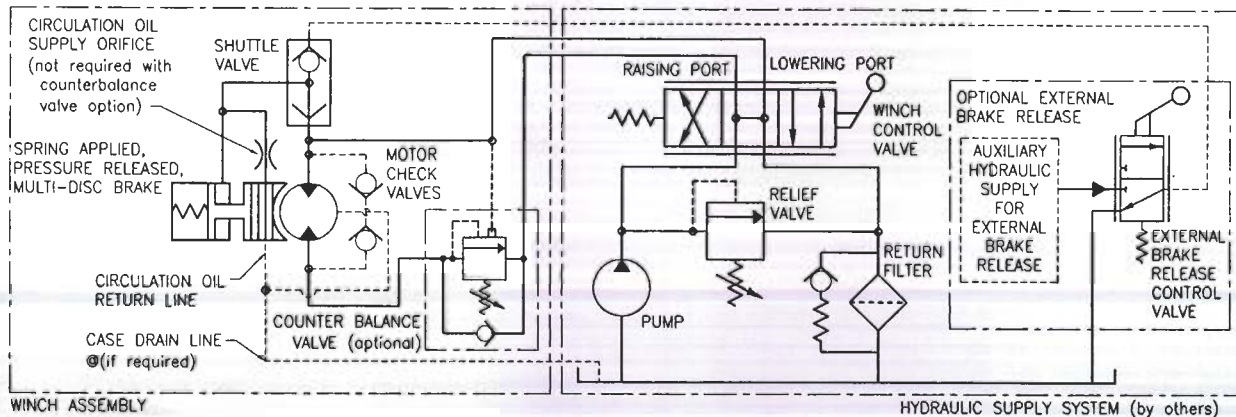 CIRCULATION OIL
SUPPLY ORIFICE
(not required with
counterbalance
valve option)
SHUTTLE
VALVE
SPRING APPLIED,
PRESSURE RELEASED,
MULTI-DISC BRAKE
MOTOR
CHECK
VALVES
CIRCULATION OIL
RETURN LINE
COUNTER BALANCE
VALVE (optional)
CASE DRAIN LINE
@(if required)
WINCH ASSEMBLY
RAISING PORT
LOWERING PORT
WINCH
CONTROL
VALVE
RELIEF
VALVE
RETURN
FILTER
PUMP
OPTIONAL EXTERNAL
BRAKE RELEASE
AUXILIARY
HYDRAULIC
SUPPLY
FOR
EXTERNAL
BRAKE
RELEASE
EXTERNAL
BRAKE
RELEASE
CONTROL
VALVE
HYDRAULIC SUPPLY SYSTEM (by others)